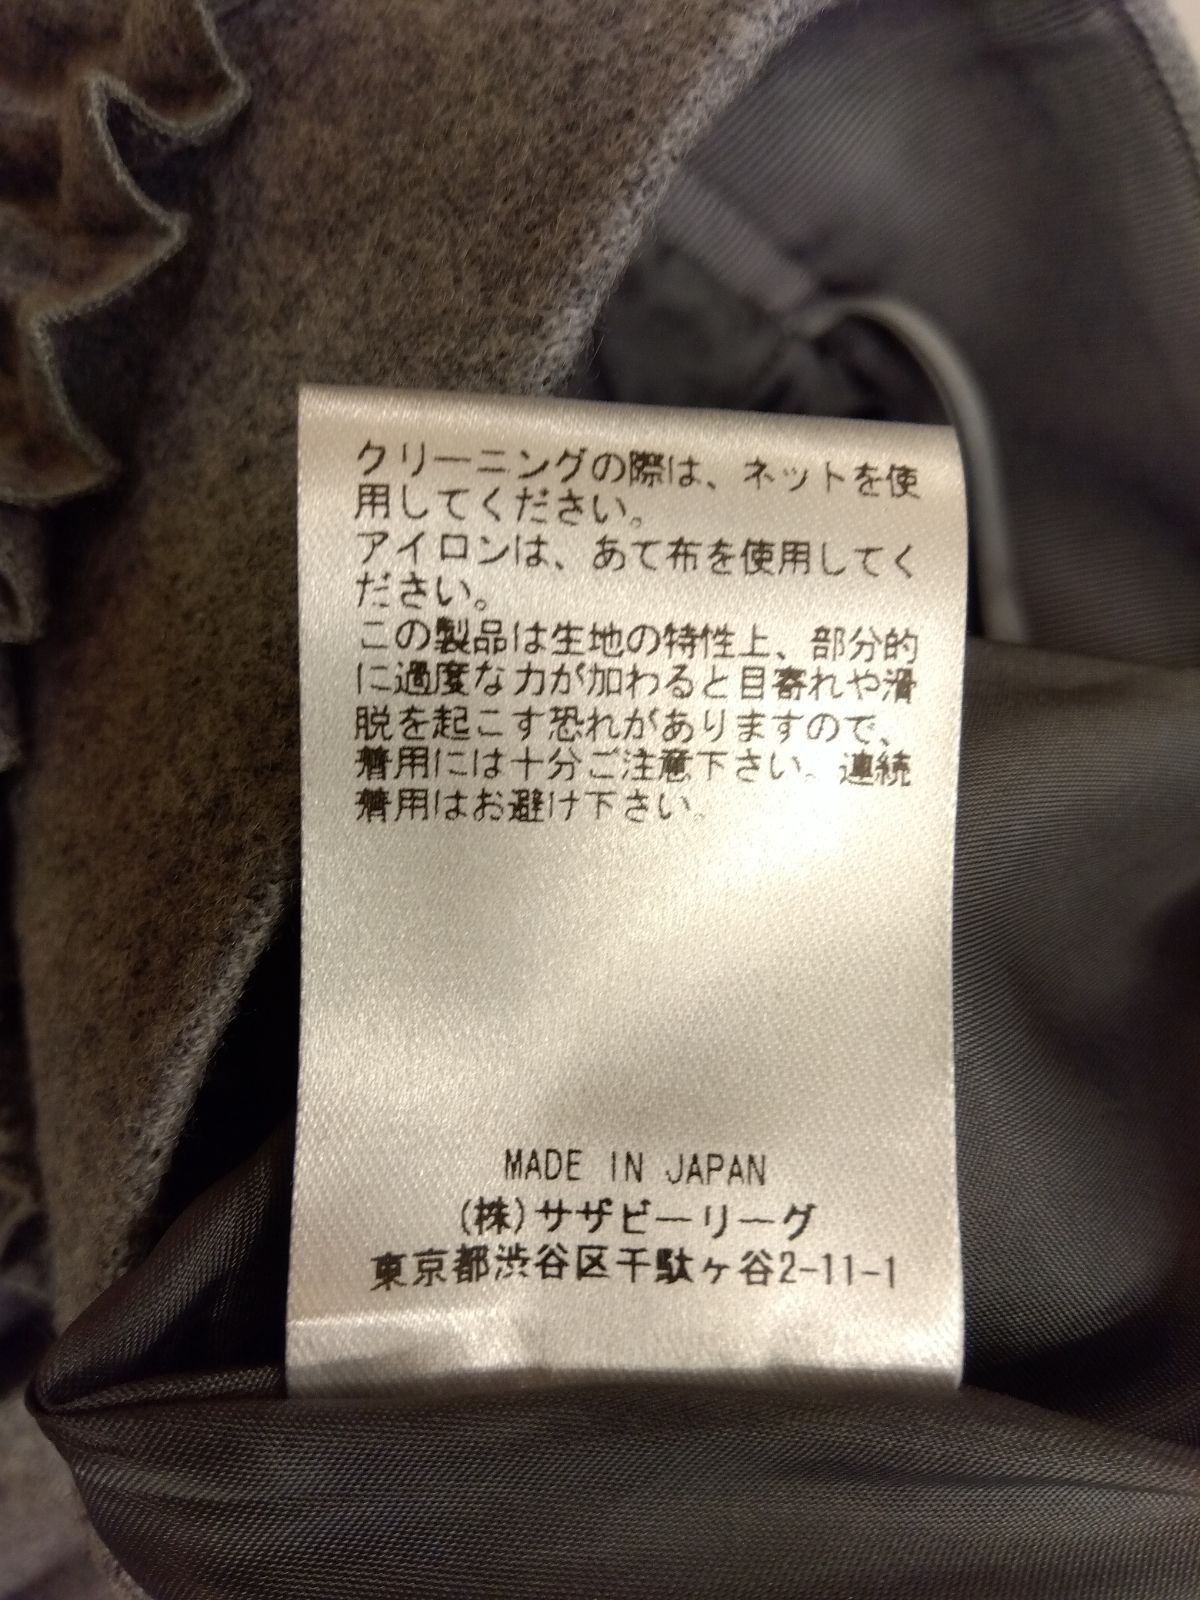 クリーニングの際は、ネットを使
用してください。
アイロンは、あて布を使用してく
ださい。
この製品は生地の特性上、部分的
に過度な力が加わると目寄れや滑
脱を起こす恐れがありますので、
着用には十分ご注意下さい。連続
着用はお避け下さい。
MADE IN JAPAN
(株)サザビーリーグ
東京都渋谷区千駄ヶ谷2-11-1